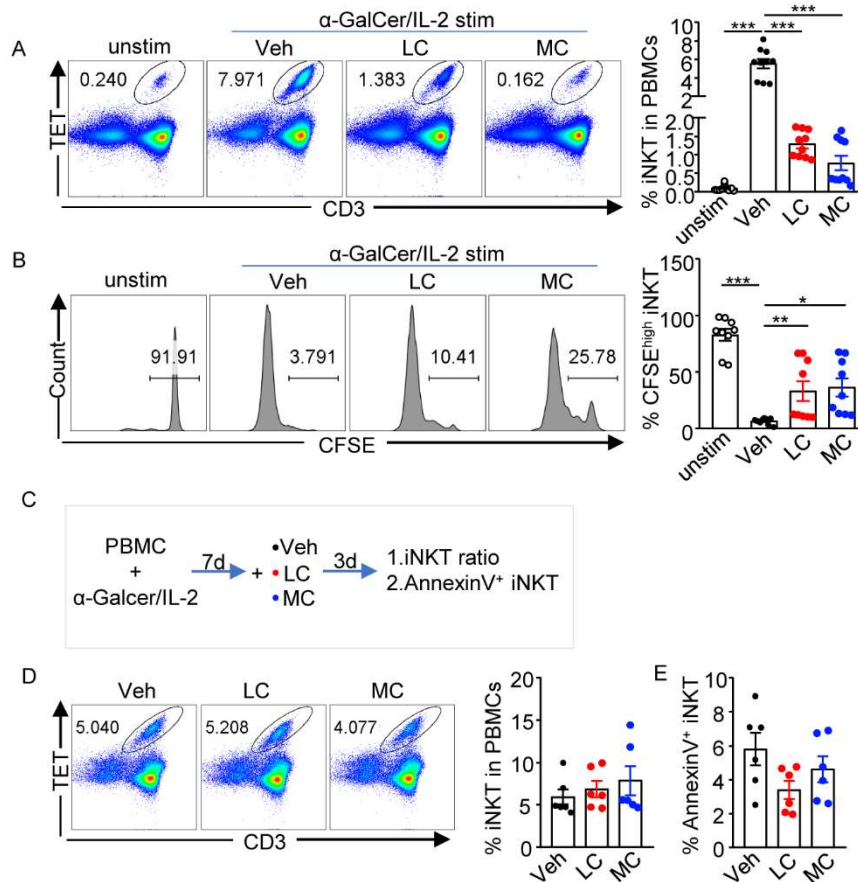 A
α-GalCer/IL-2 stim
unstim Veh LC MC
0.240 7.971 1.383 0.162
TET
CD3
% iNKT in PBMCs
10
8
6
4
2
2.0
1.5
1.0
0.5
0.0
*** *** ***
unstim Veh LC MC
B
α-GalCer/IL-2 stim
unstim Veh LC MC
91.91 3.791 10.41 25.78
Count
CFSE
% CFSEhigh iNKT
150
100
50
0
*** ** *
unstim Veh LC MC
C
PBMC
+
α-Galcer/IL-2
7d
+
Veh
LC
MC
3d
1.iNKT ratio
2.AnnexinV+ iNKT
D
Veh LC MC
5.040 5.208 4.077
TET
CD3
% iNKT in PBMCs
20
15
10
5
0
Veh LC MC
E
% AnnexinV+ iNKT
10
8
6
4
2
0
Veh LC MC